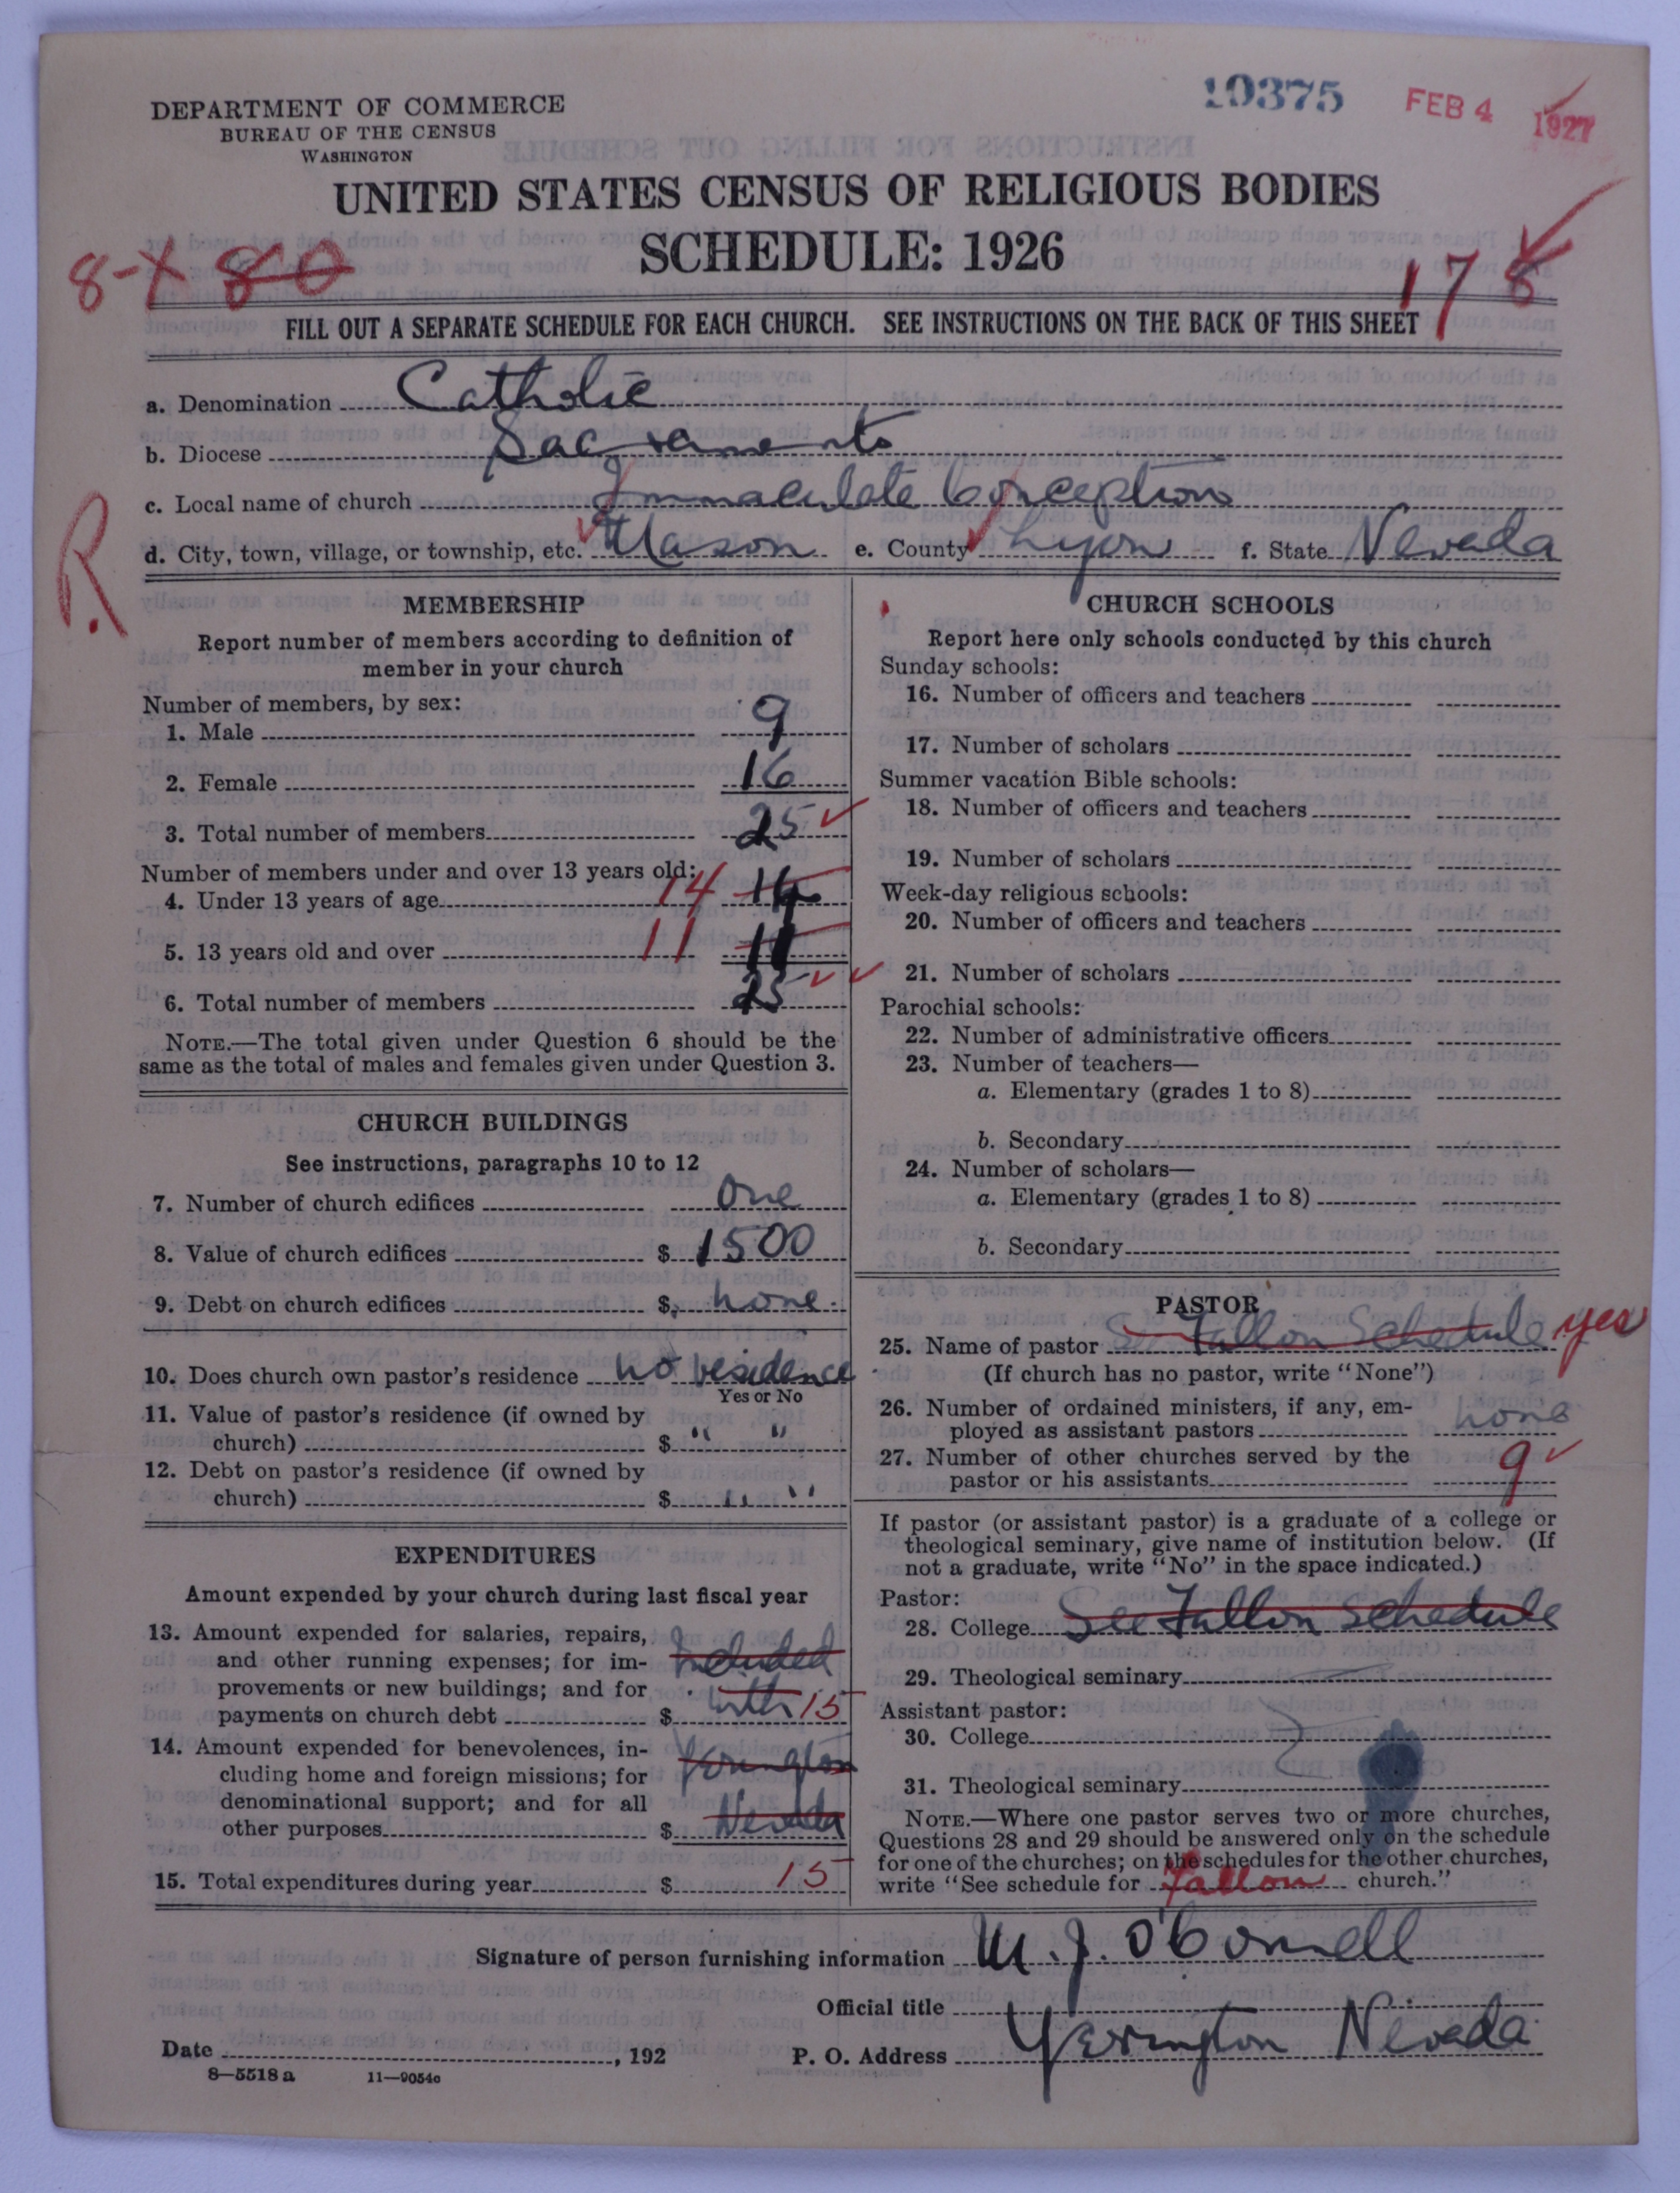 19375 FEB 4 1927
DEPARTMENT OF COMMERCE
BUREAU OF THE CENSUS
WASHINGTON
UNITED STATES CENSUS OF RELIGIOUS BODIES
SCHEDULE: 1926
8-X 80
178
FILL OUT A SEPARATE SCHEDULE FOR EACH CHURCH. SEE INSTRUCTIONS ON THE BACK OF THIS SHEET
a. Denomination Catholic
b. Diocese Sacramento
c. Local name of church Immaculate Conception
R.
d. City, town, village, or township, etc. Mason e. County Lyon f. State Nevada
MEMBERSHIP
Report number of members according to definition of
member in your church
Number of members, by sex:
1. Male 9
2. Female 16
3. Total number of members 25
Number of members under and over 13 years old:
4. Under 13 years of age 14 14
5. 13 years old and over 11 11
6. Total number of members 25
NOTE.—The total given under Question 6 should be the
same as the total of males and females given under Question 3.
CHURCH BUILDINGS
See instructions, paragraphs 10 to 12
7. Number of church edifices One
8. Value of church edifices $ 1500
9. Debt on church edifices $ none
10. Does church own pastor's residence no residence
Yes or No
11. Value of pastor's residence (if owned by
church) $ " "
12. Debt on pastor's residence (if owned by
church) $ " "
EXPENDITURES
Amount expended by your church during last fiscal year
13. Amount expended for salaries, repairs, Included
and other running expenses; for im-
provements or new buildings; and for with 15
payments on church debt $
14. Amount expended for benevolences, in- Yerington
cluding home and foreign missions; for
denominational support; and for all Nevada
other purposes $
15. Total expenditures during year $ 15
CHURCH SCHOOLS
Report here only schools conducted by this church
Sunday schools:
16. Number of officers and teachers
17. Number of scholars
Summer vacation Bible schools:
18. Number of officers and teachers
19. Number of scholars
Week-day religious schools:
20. Number of officers and teachers
21. Number of scholars
Parochial schools:
22. Number of administrative officers
23. Number of teachers—
a. Elementary (grades 1 to 8)
b. Secondary
24. Number of scholars—
a. Elementary (grades 1 to 8)
b. Secondary
PASTOR
25. Name of pastor See Fallon Schedule yes
(If church has no pastor, write "None")
26. Number of ordained ministers, if any, em-
ployed as assistant pastors none
27. Number of other churches served by the
pastor or his assistants 9
If pastor (or assistant pastor) is a graduate of a college or
theological seminary, give name of institution below. (If
not a graduate, write "No" in the space indicated.)
Pastor:
28. College See Fallon Schedule
29. Theological seminary
Assistant pastor:
30. College
31. Theological seminary
NOTE.—Where one pastor serves two or more churches,
Questions 28 and 29 should be answered only on the schedule
for one of the churches; on the schedules for the other churches,
write "See schedule for Fallon church."
Signature of person furnishing information M. J. O'Connell
Official title
Date , 192 P. O. Address Yerington Nevada
8—5518 a 11—9054c